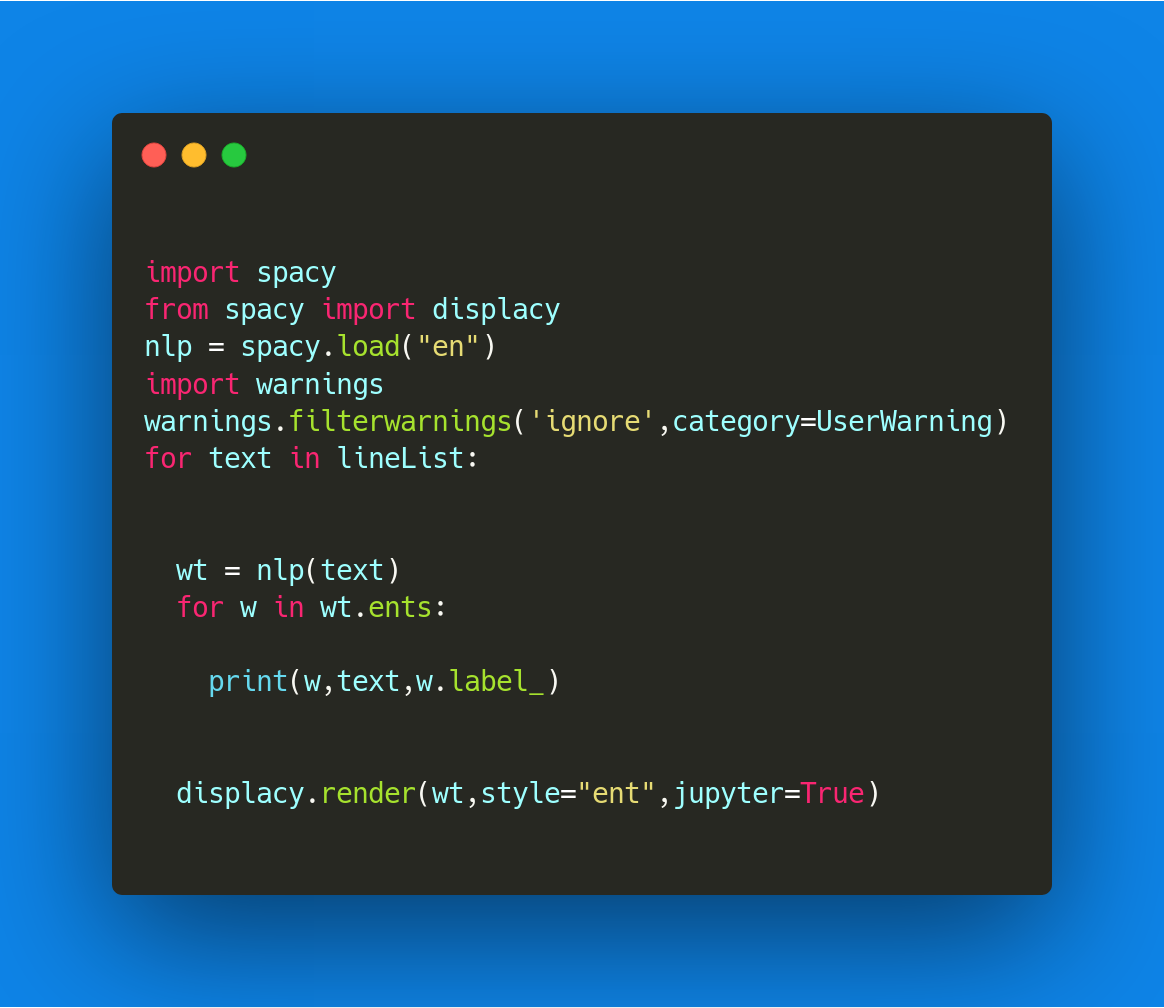 import spacy
from spacy import displacy
nlp = spacy.load("en")
import warnings
warnings.filterwarnings('ignore',category=UserWarning)
for text in lineList:
  wt = nlp(text)
  for w in wt.ents:
    print(w,text,w.label_)
  displacy.render(wt,style="ent",jupyter=True)